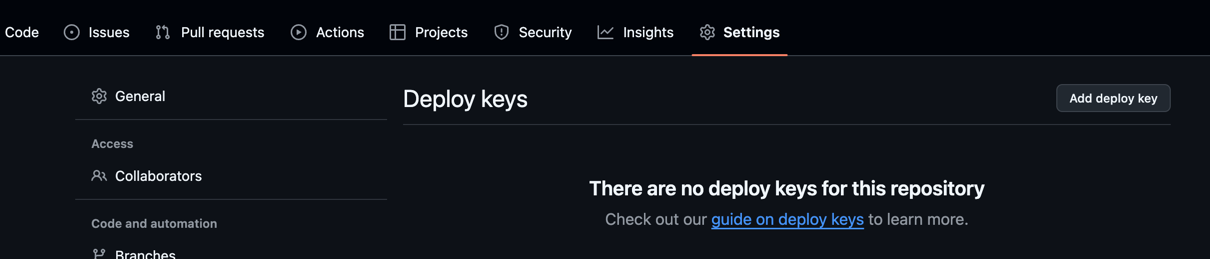 Code Issues Pull requests Actions Projects Security Insights Settings
General
Access
Collaborators
Code and automation
Branches
Deploy keys Add deploy key
There are no deploy keys for this repository
Check out our guide on deploy keys to learn more.